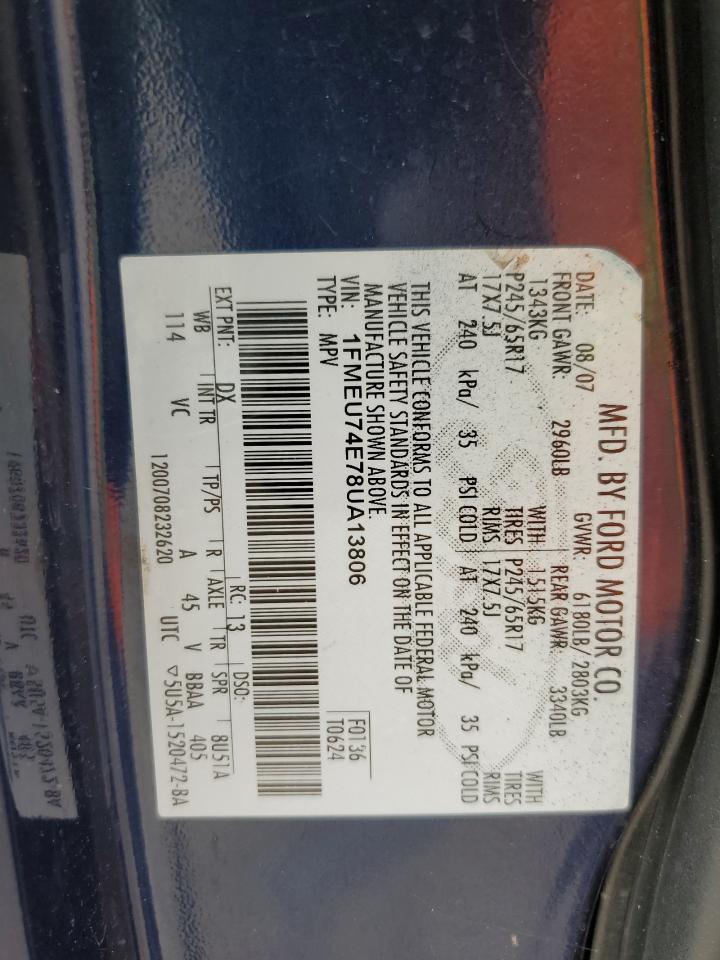 MFD. BY FORD MOTOR CO.
DATE: 08/07 GVWR: 6180LB/ 2803KG
FRONT GAWR: 2960LB REAR GAWR: 3340LB
1343KG WITH 1515KG WITH
P245/65R17 TIRES P245/65R17 TIRES
17X7.5J RIMS 17X7.5J RIMS
AT 240 kPa/ 35 PSI COLD AT 240 kPa/ 35 PSI COLD
THIS VEHICLE CONFORMS TO ALL APPLICABLE FEDERAL MOTOR
VEHICLE SAFETY STANDARDS IN EFFECT ON THE DATE OF
MANUFACTURE SHOWN ABOVE.
VIN: 1FMEU74E78UA13806
TYPE: MPV
F0136
T0624
EXT PNT: DX RC: 13 DSO:
WB INT TR TP/PS R AXLE TR SPR 8U51A
114 VC A 45 V BBAA 405
1200708232620 UTC ▽5U5A-1520472-BA